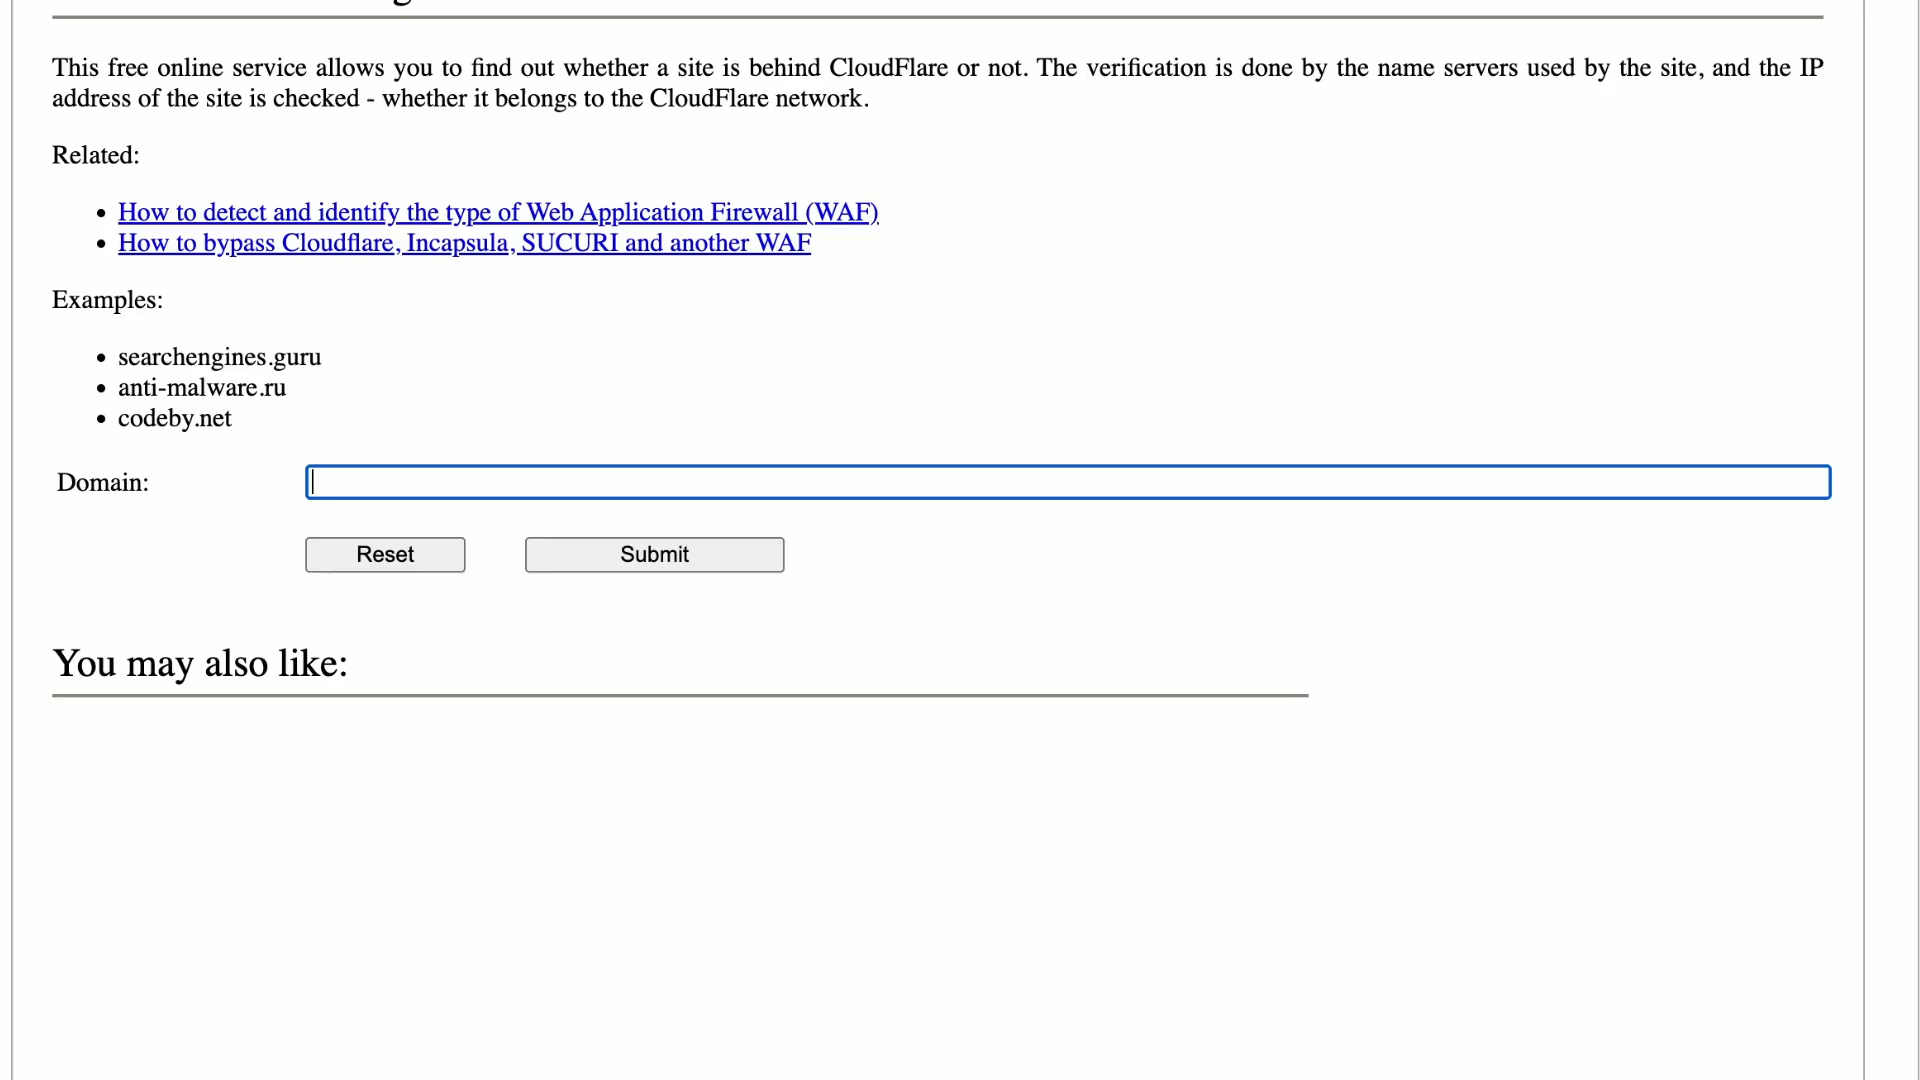 This free online service allows you to find out whether a site is behind CloudFlare or not. The verification is done by the name servers used by the site, and the IP
address of the site is checked - whether it belongs to the CloudFlare network.
Related:
How to detect and identify the type of Web Application Firewall (WAF)
How to bypass Cloudflare, Incapsula, SUCURI and another WAF
Examples:
searchengines.guru
anti-malware.ru
codeby.net
Domain:
Reset Submit
You may also like: